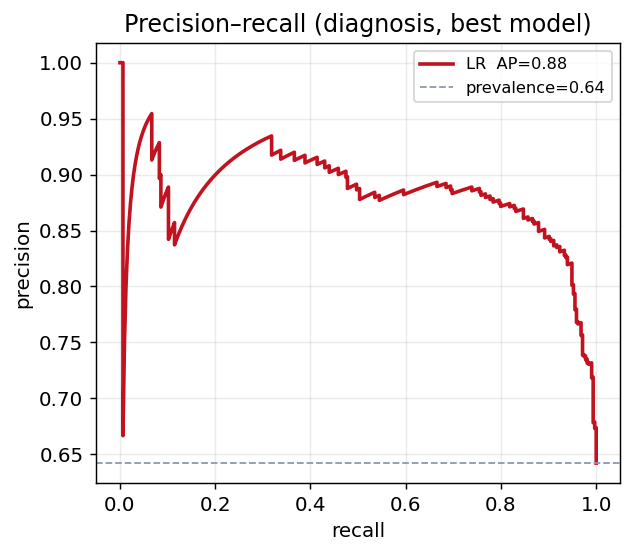 Precision–recall (diagnosis, best model)
LR  AP=0.88
prevalence=0.64
precision
1.00
0.95
0.90
0.85
0.80
0.75
0.70
0.65
0.0
0.2
0.4
0.6
0.8
1.0
recall